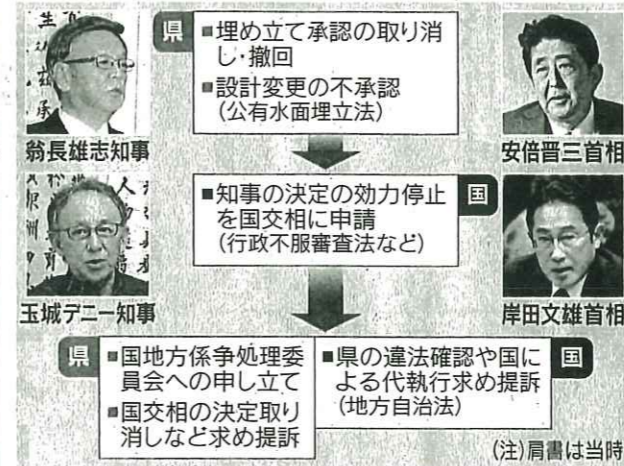 県
■埋め立て承認の取り消
し・撤回
■設計変更の不承認
(公有水面埋立法)
翁長雄志知事
安倍晋三首相
■知事の決定の効力停止
を国交相に申請
(行政不服審査法など)
国
玉城デニー知事
岸田文雄首相
県
■国地方係争処理委
員会への申し立て
■国交相の決定取り
消しなど求め提訴
■県の違法確認や国に
よる代執行求め提訴
(地方自治法)
国
(注)肩書は当時